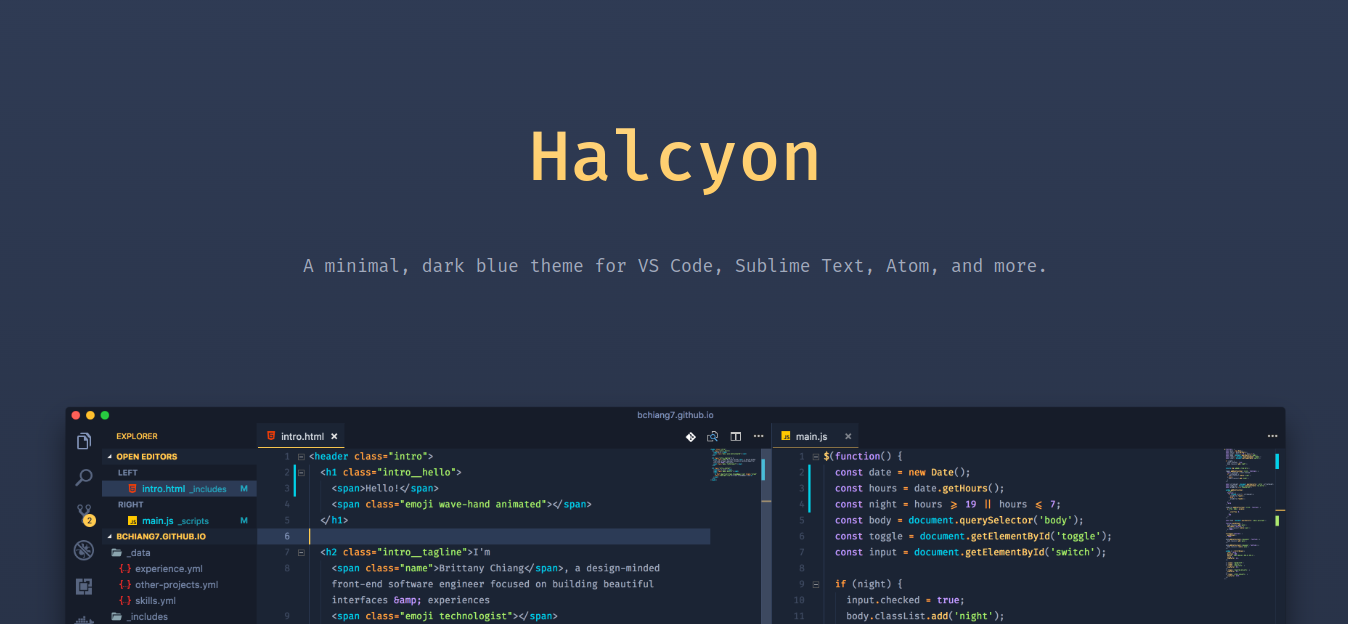 Halcyon
A minimal, dark blue theme for VS Code, Sublime Text, Atom, and more.
bchiang7.github.io
EXPLORER
OPEN EDITORS
LEFT
intro.html _includes M
RIGHT
main.js _scripts M
2
BCHIANG7.GITHUB.IO
_data
{.} experience.yml
{.} other-projects.yml
{.} skills.yml
_includes
intro.html ×
1 <header class="intro">
2 <h1 class="intro__hello">
3 <span>Hello!</span>
4 <span class="emoji wave-hand animated"></span>
5 </h1>
6
7 <h2 class="intro__tagline">I'm
8 <span class="name">Brittany Chiang</span>, a design-minded
front-end software engineer focused on building beautiful
interfaces &amp; experiences
9 <span class="emoji technologist"></span>
JS main.js ×
1 $(function() {
2 const date = new Date();
3 const hours = date.getHours();
4 const night = hours ⩾ 19 || hours ⩽ 7;
5 const body = document.querySelector('body');
6 const toggle = document.getElementById('toggle');
7 const input = document.getElementById('switch');
8
9 if (night) {
10 input.checked = true;
11 body.classList.add('night');